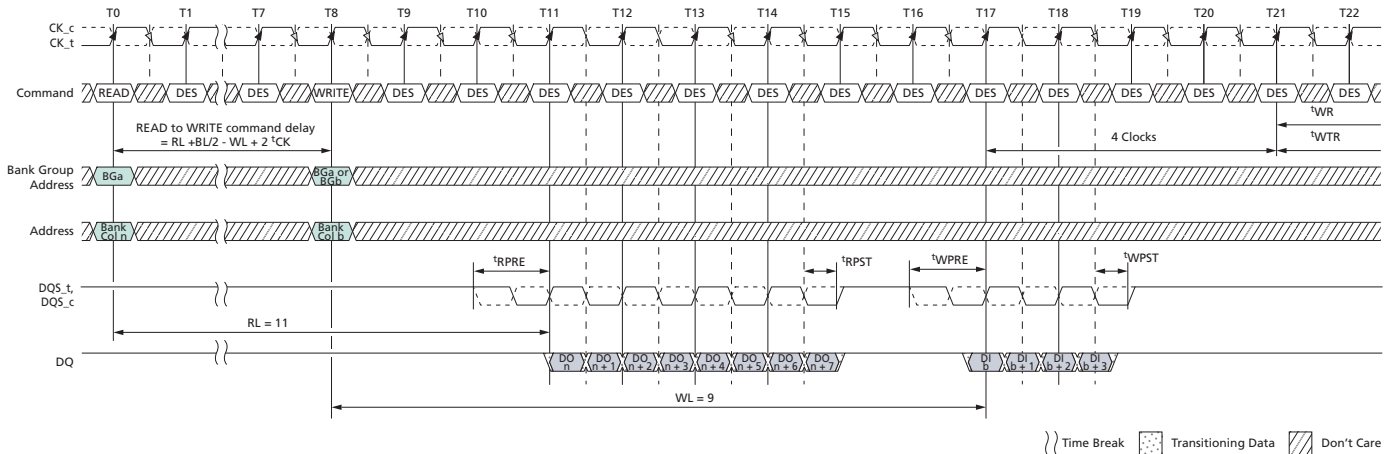 T0 T1 T7 T8 T9 T10 T11 T12 T13 T14 T15 T16 T17 T18 T19 T20 T21 T22
CK_c
CK_t
Command READ DES DES WRITE DES DES DES DES DES DES DES DES DES DES DES DES DES DES
tWR
READ to WRITE command delay
= RL +BL/2 - WL + 2 tCK
4 Clocks tWTR
Bank Group
Address BGa BGa or
BGb
Address Bank
Col n Bank
Col b
tRPRE tRPST tWPRE tWPST
DQS_t,
DQS_c
RL = 11
DQ DO
n DO
n + 1 DO
n + 2 DO
n + 3 DO
n + 4 DO
n + 5 DO
n + 6 DO
n + 7 DI
b DI
b + 1 DI
b + 2 DI
b + 3
WL = 9
Time Break Transitioning Data Don't Care